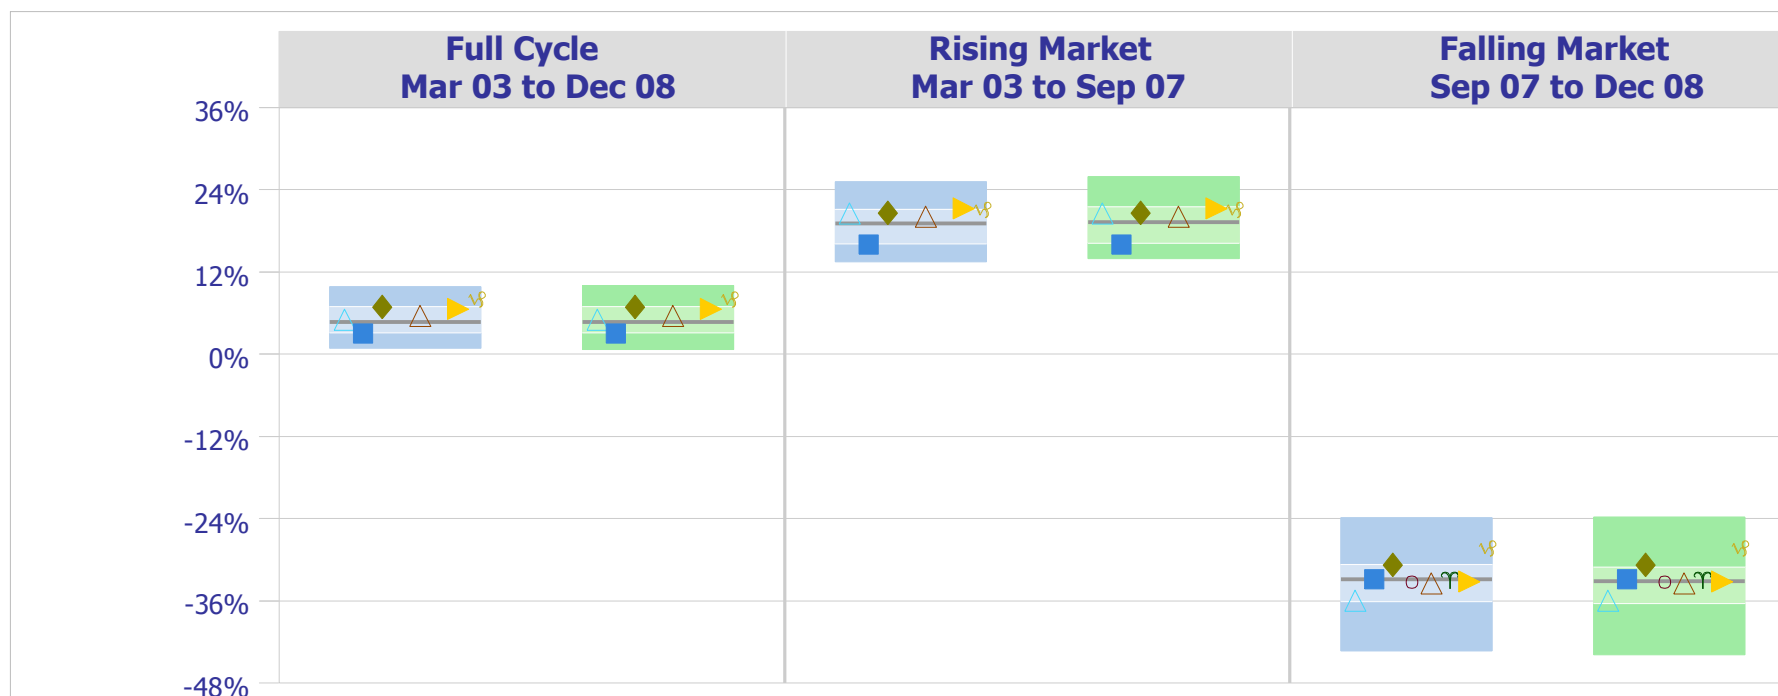 Full Cycle
Mar 03 to Dec 08
Rising Market
Mar 03 to Sep 07
Falling Market
Sep 07 to Dec 08
36%
24%
12%
0%
-12%
-24%
-36%
-48%